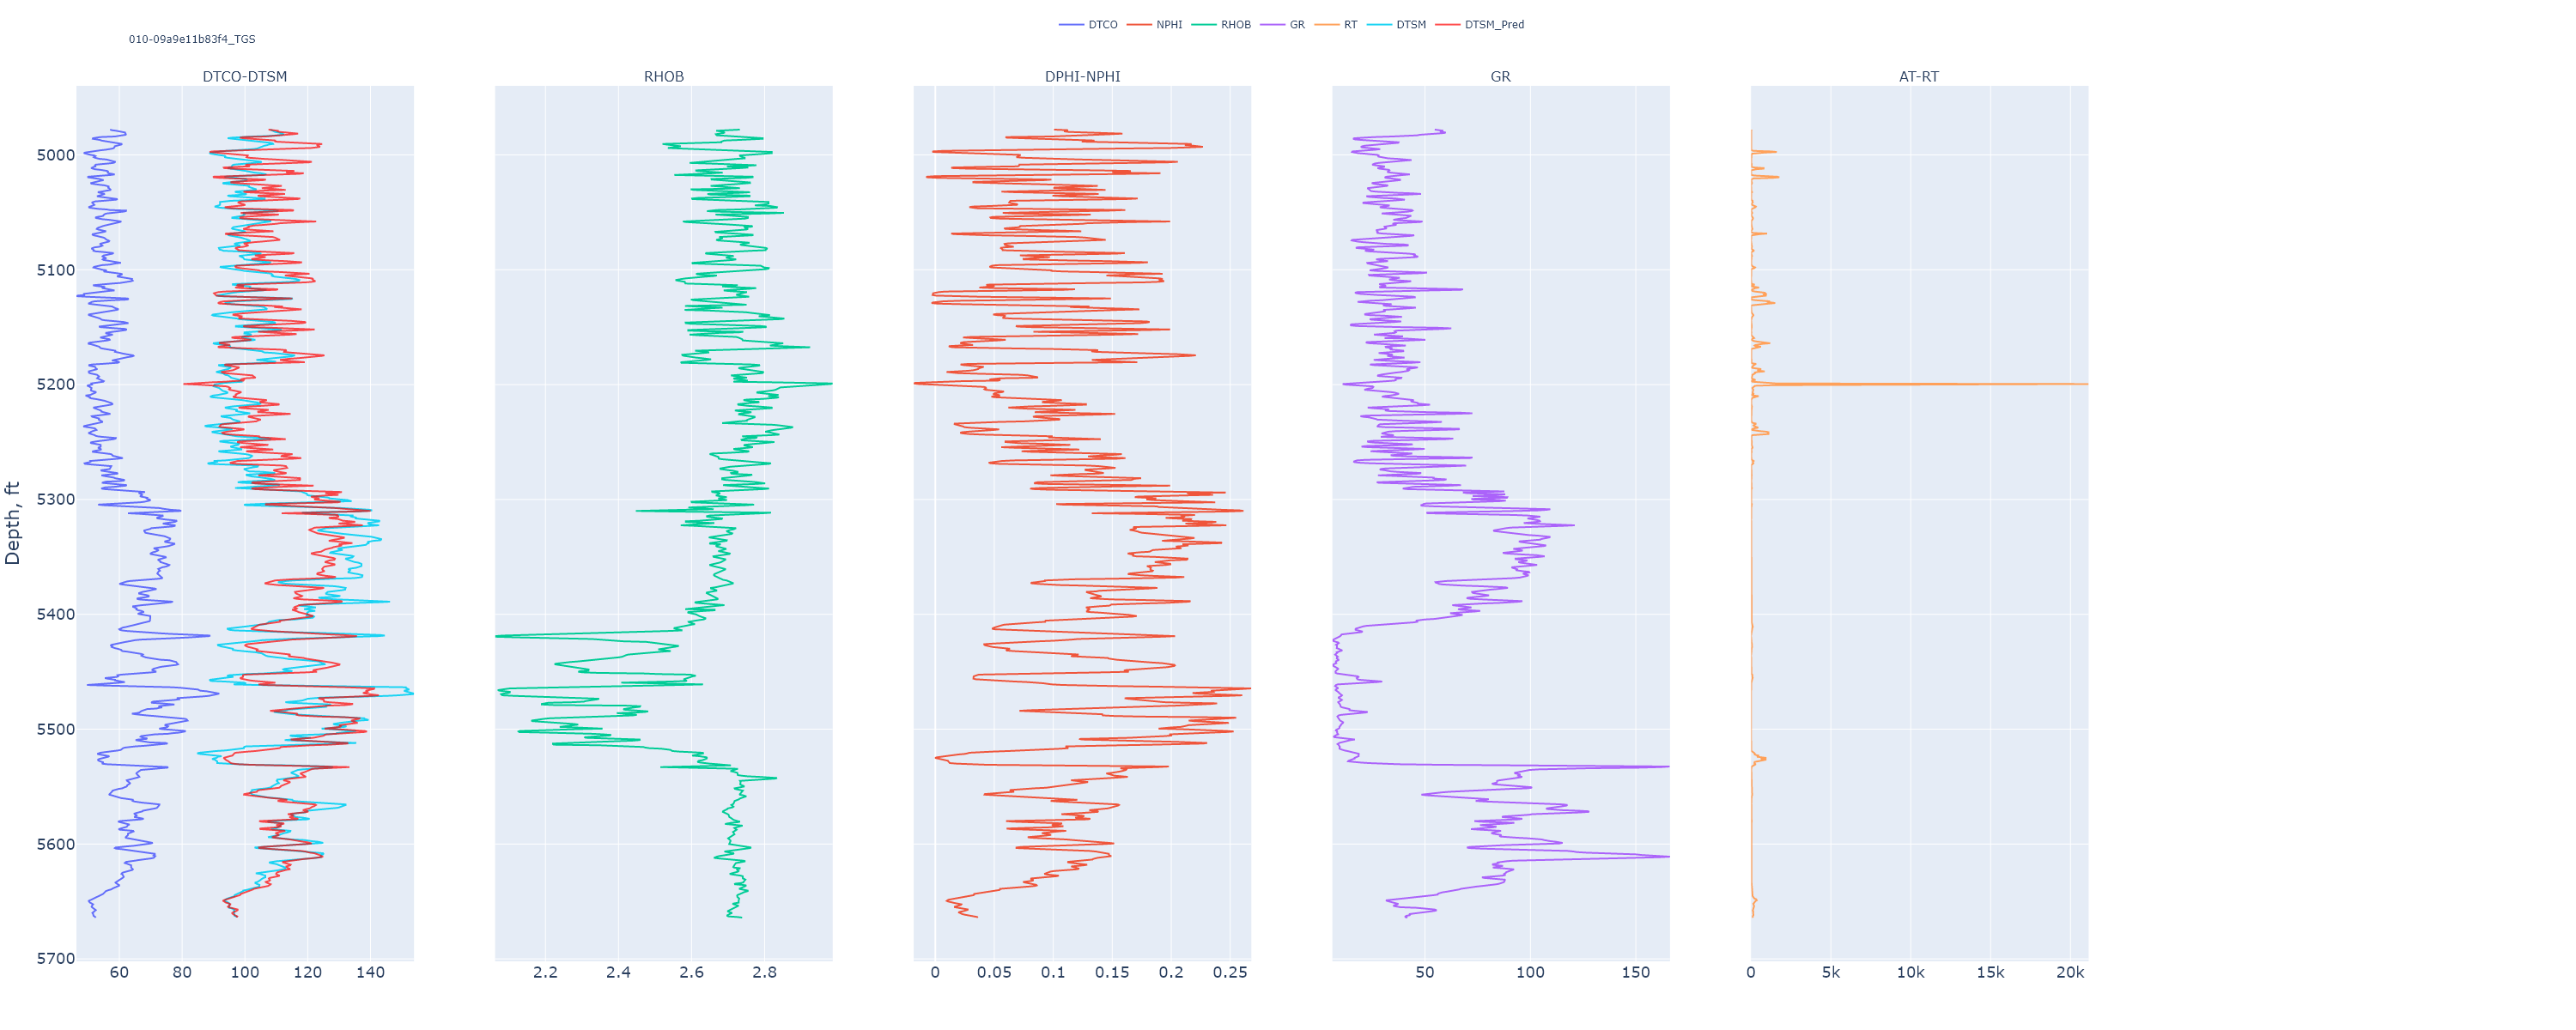 DTCO NPHI RHOB GR RT DTSM DTSM_Pred
010-09a9e11b83f4_TGS
DTCO-DTSM RHOB DPHI-NPHI GR AT-RT
Depth, ft
5000
5100
5200
5300
5400
5500
5600
5700
60 80 100 120 140 2.2 2.4 2.6 2.8 0 0.05 0.1 0.15 0.2 0.25 50 100 150 0 5k 10k 15k 20k